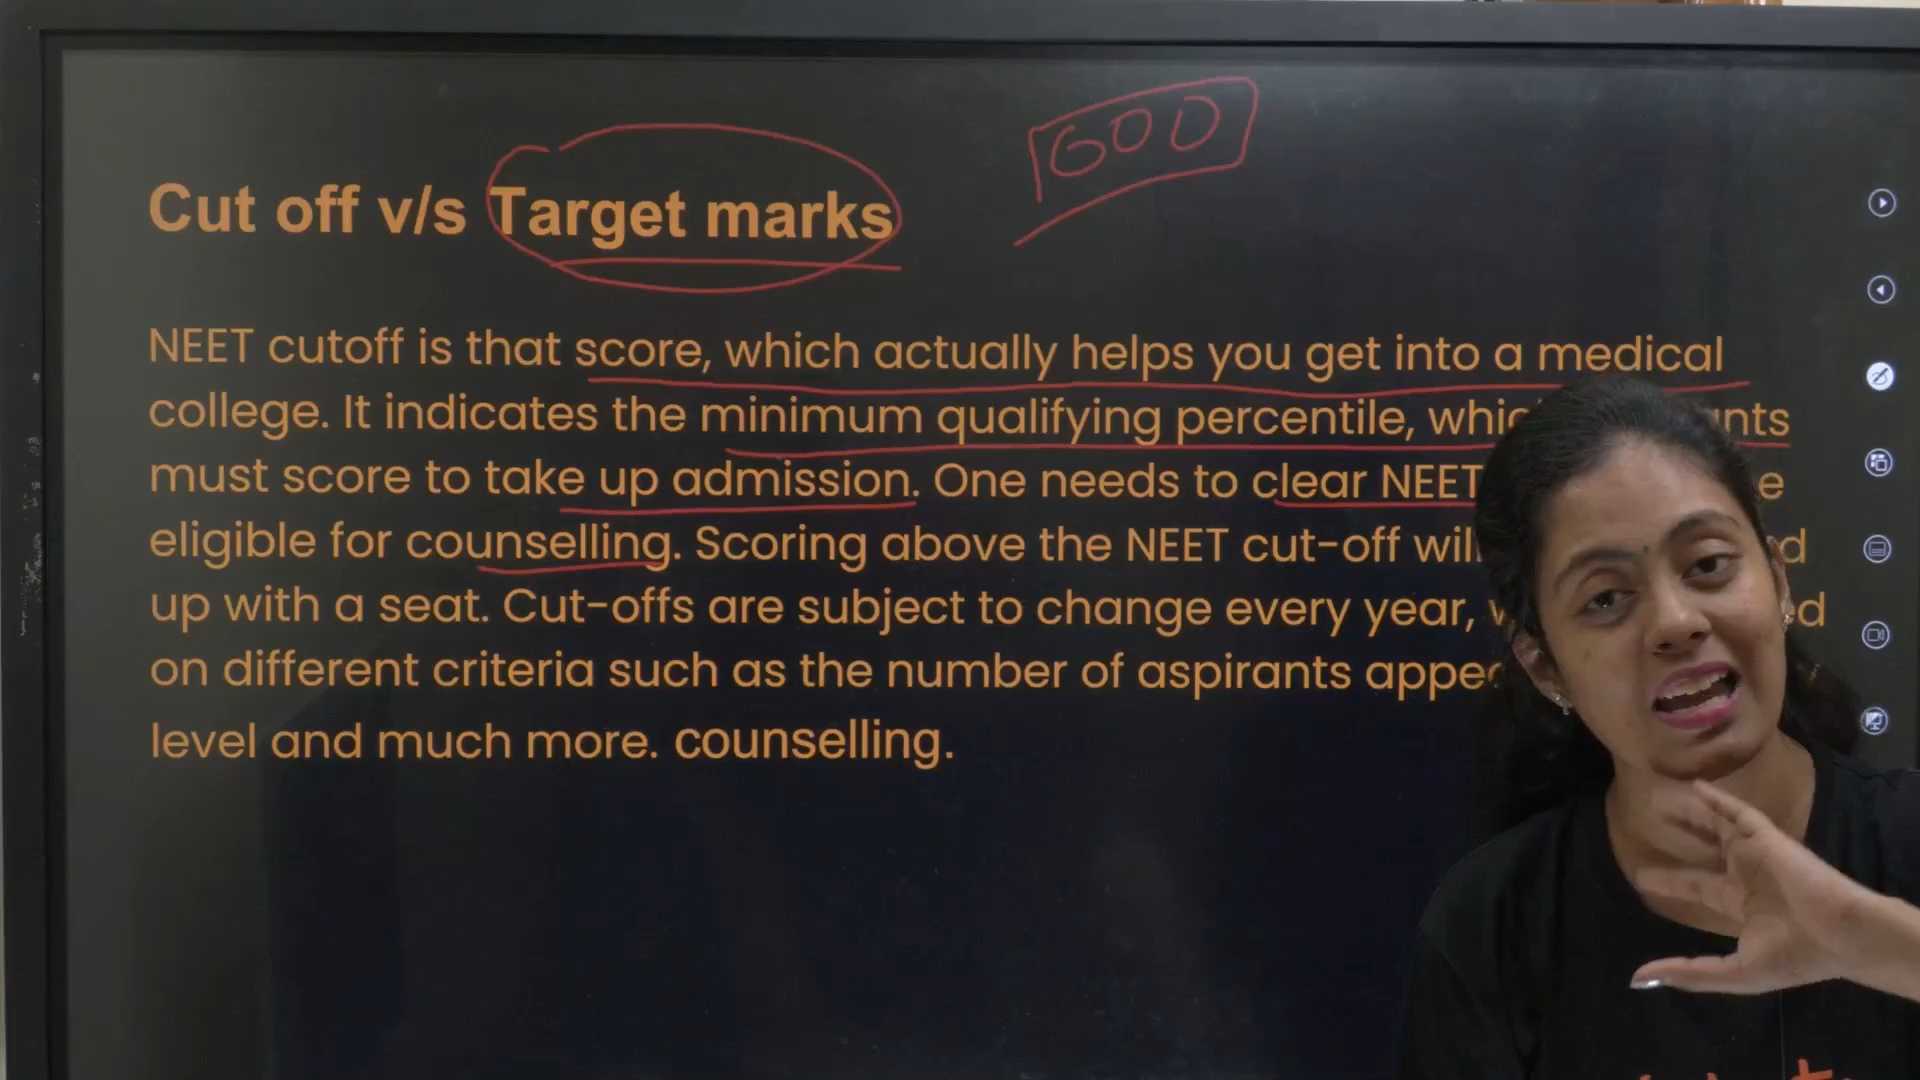 600
Cut off v/s Target marks
NEET cutoff is that score, which actually helps you get into a medical
college. It indicates the minimum qualifying percentile,
must score to take up admission. One needs to clear NEET
eligible for counselling. Scoring above the NEET cut-off
up with a seat. Cut-offs are subject to change every year,
on different criteria such as the number of aspirants
level and much more. counselling.